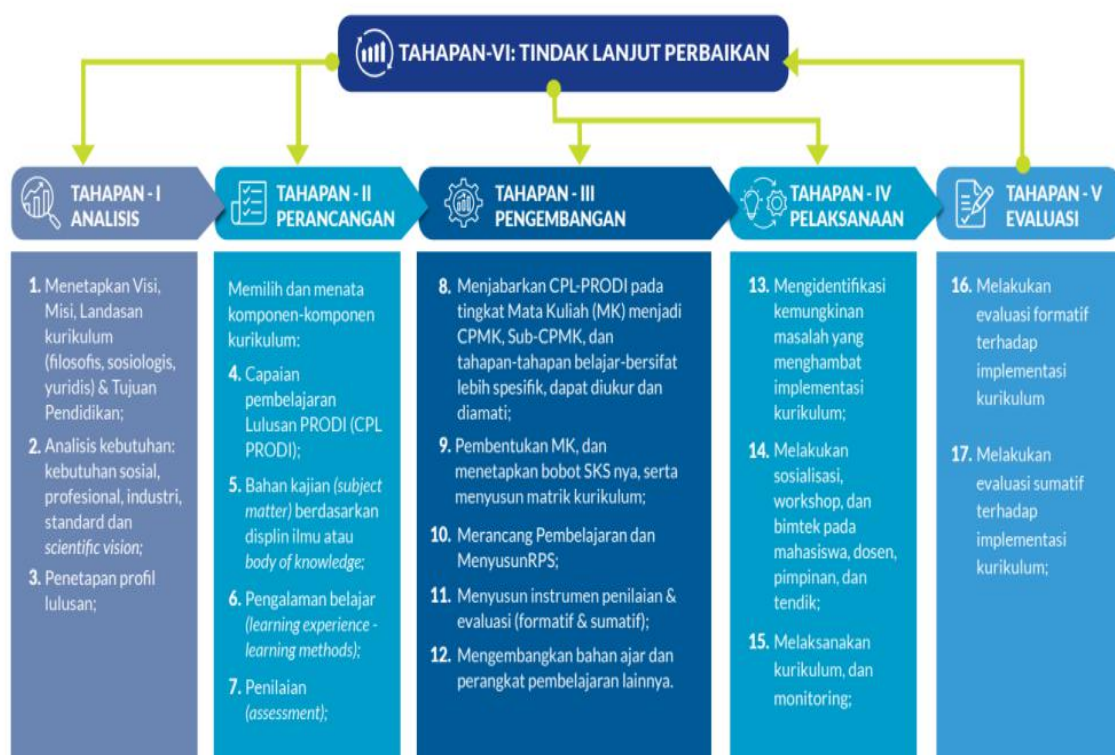 TAHAPAN-VI: TINDAK LANJUT PERBAIKAN
TAHAPAN - I
ANALISIS
1. Menetapkan Visi,
Misi, Landasan
kurikulum
(filosofis, sosiologis,
yuridis) & Tujuan
Pendidikan;
2. Analisis kebutuhan:
kebutuhan sosial,
profesional, industri,
standard dan
scientific vision;
3. Penetapan profil
lulusan;
TAHAPAN - II
PERANCANGAN
Memilih dan menata
komponen-komponen
kurikulum:
4. Capaian
pembelajaran
Lulusan PRODI (CPL
PRODI);
5. Bahan kajian (subject
matter) berdasarkan
displin ilmu atau
body of knowledge;
6. Pengalaman belajar
(learning experience -
learning methods);
7. Penilaian
(assessment);
TAHAPAN - III
PENGEMBANGAN
8. Menjabarkan CPL-PRODI pada
tingkat Mata Kuliah (MK) menjadi
CPMK, Sub-CPMK, dan
tahapan-tahapan belajar-bersifat
lebih spesifik, dapat diukur dan
diamati;
9. Pembentukan MK, dan
menetapkan bobot SKS nya, serta
menyusun matrik kurikulum;
10. Merancang Pembelajaran dan
MenyusunRPS;
11. Menyusun instrumen penilaian &
evaluasi (formatif & sumatif);
12. Mengembangkan bahan ajar dan
perangkat pembelajaran lainnya.
TAHAPAN - IV
PELAKSANAAN
13. Mengidentifikasi
kemungkinan
masalah yang
menghambat
implementasi
kurikulum;
14. Melakukan
sosialisasi,
workshop, dan
bimtek pada
mahasiswa, dosen,
pimpinan, dan
tendik;
15. Melaksanakan
kurikulum, dan
monitoring;
TAHAPAN - V
EVALUASI
16. Melakukan
evaluasi formatif
terhadap
implementasi
kurikulum
17. Melakukan
evaluasi sumatif
terhadap
implementasi
kurikulum;